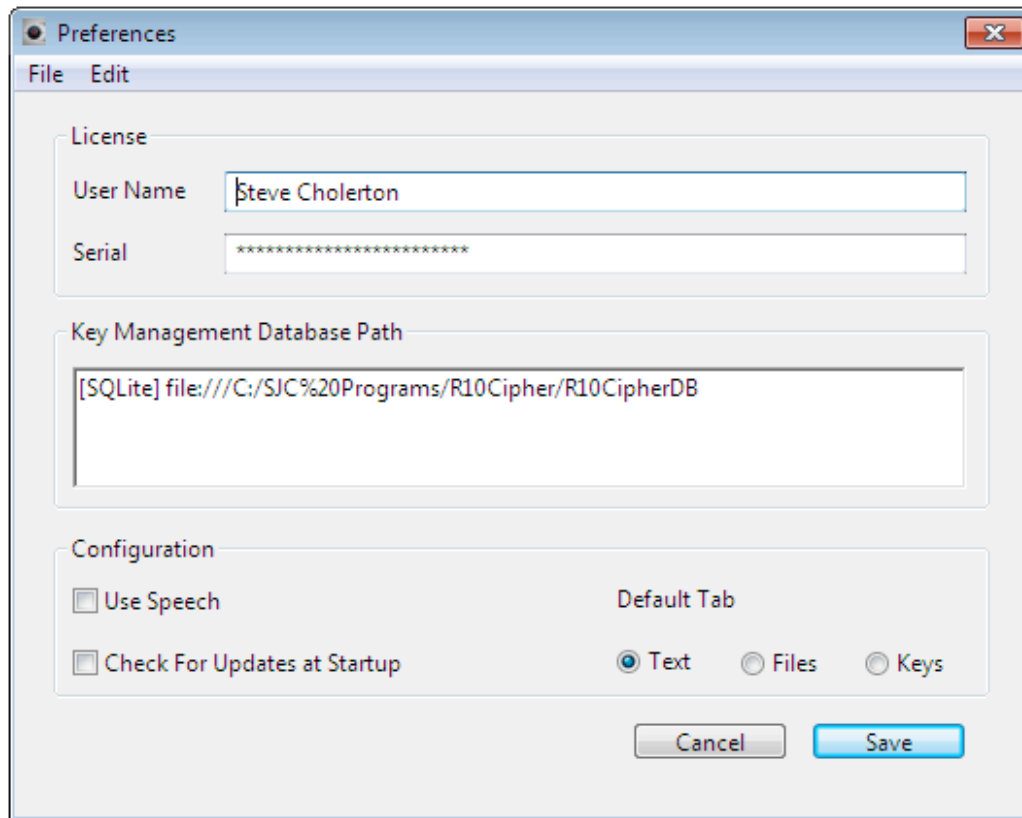 Preferences
File Edit
License
User Name Steve Cholerton
Serial ************************
Key Management Database Path
[SQLite] file:///C:/SJC%20Programs/R10Cipher/R10CipherDB
Configuration
Use Speech Default Tab
Check For Updates at Startup Text Files Keys
Cancel Save